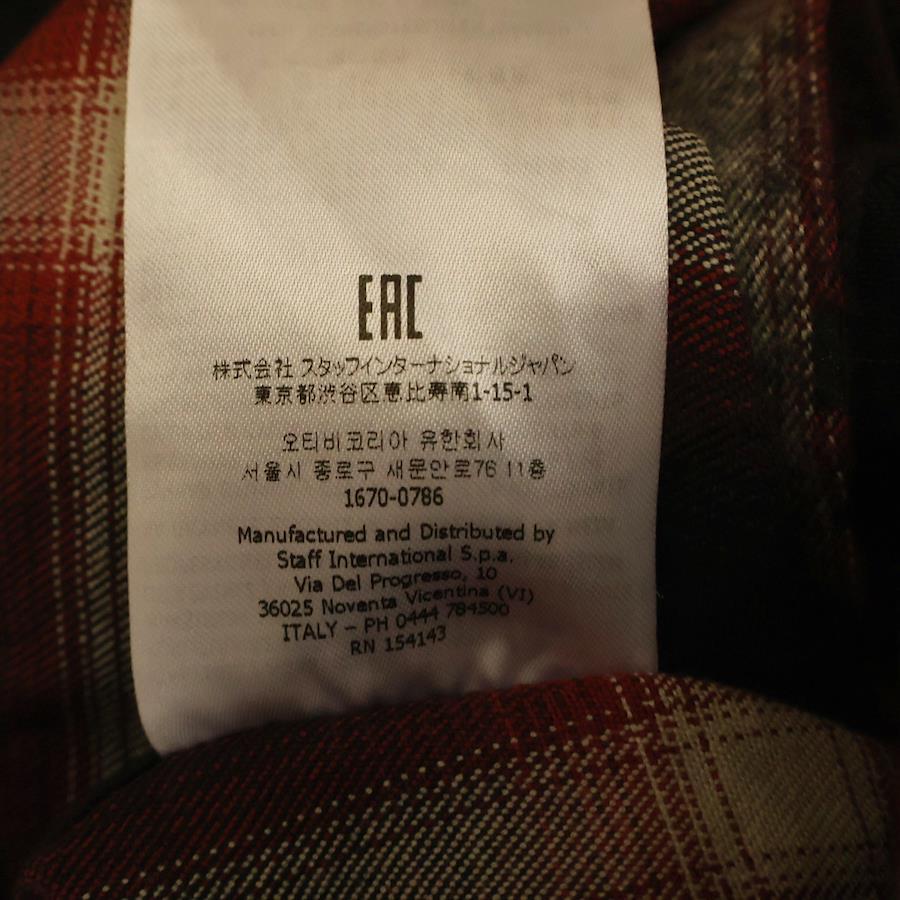 EAC
株式会社 スタッフインターナショナルジャパン
東京都渋谷区恵比寿南1-15-1
오티비코리아 유한회사
서울시 종로구 새문안로76 11층
1670-0786
Manufactured and Distributed by
Staff International S.p.a.
Via Del Progresso, 10
36025 Noventa Vicentina (VI)
ITALY – PH 0444 784500
RN 154143